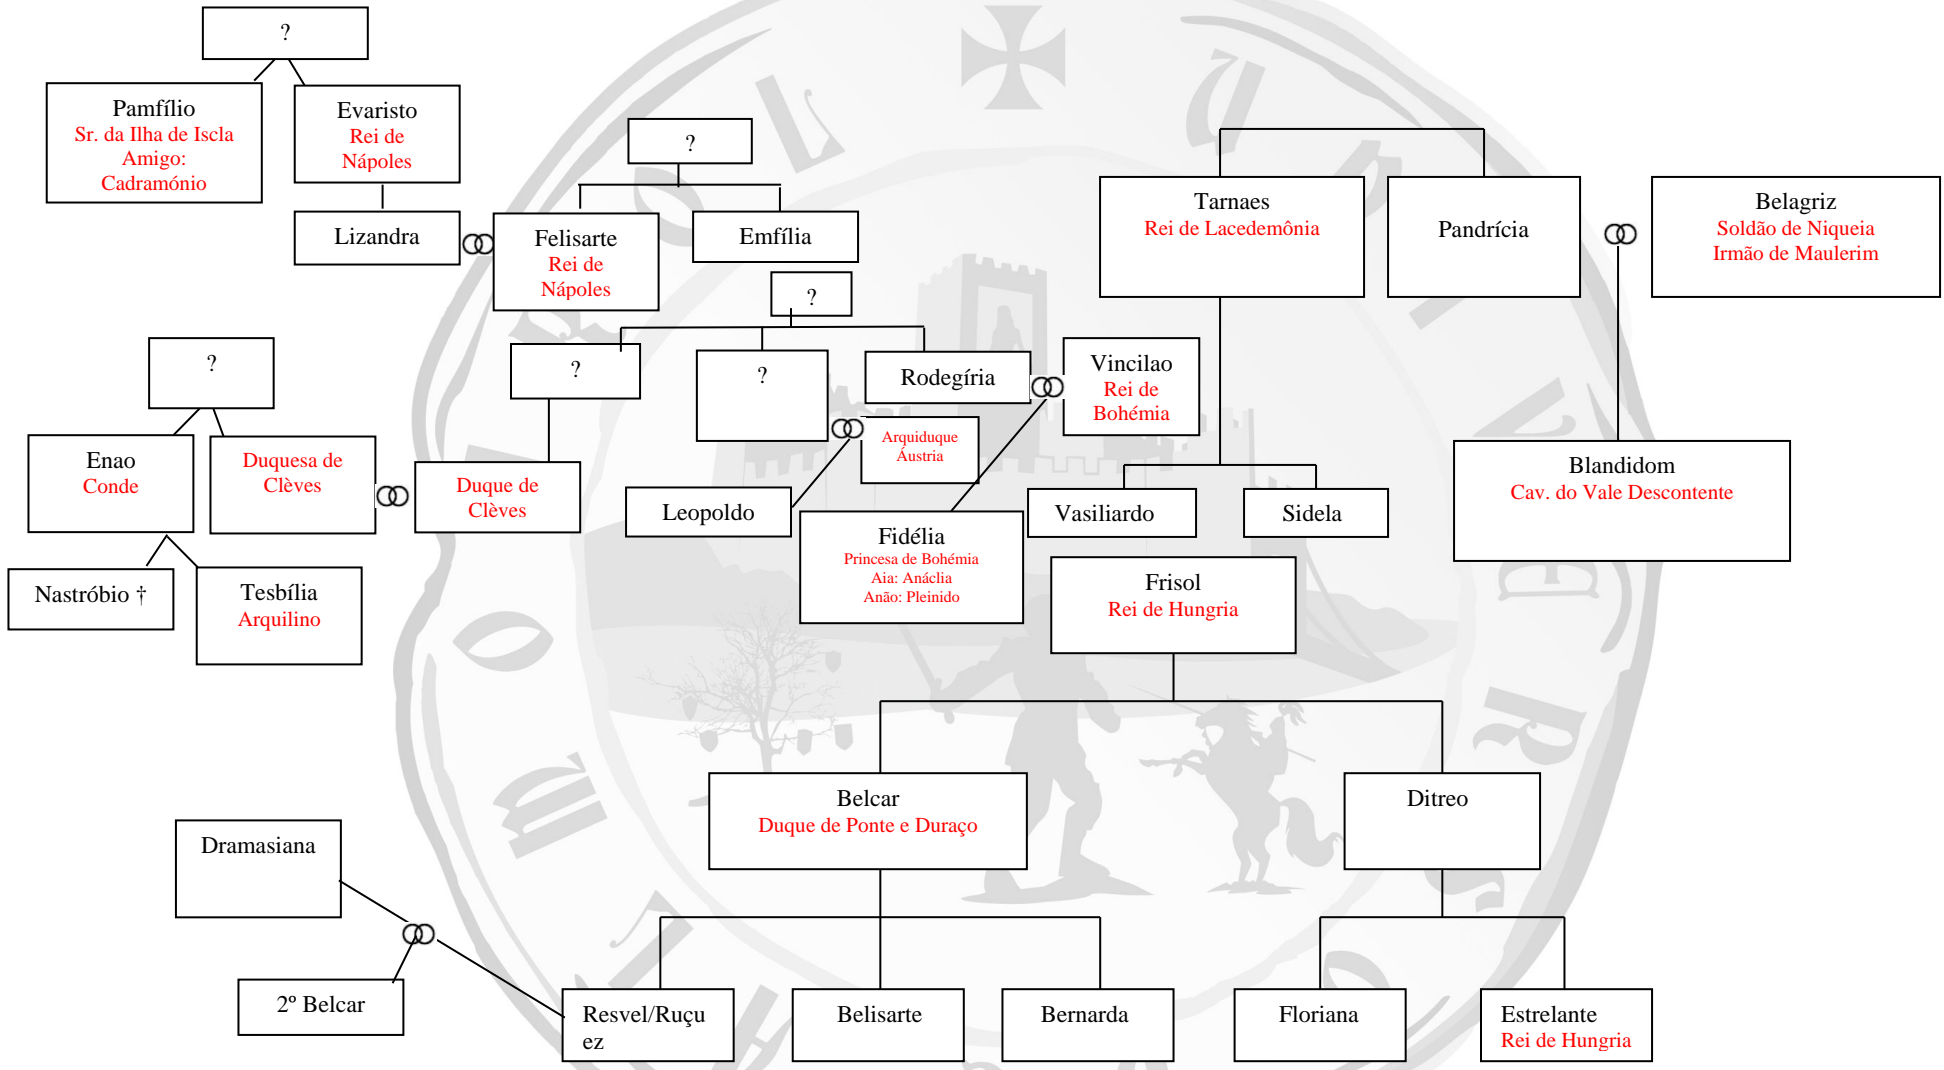 ?
Pamfílio
Sr. da Ilha de Iscla
Amigo:
Cadramónio
Evaristo
Rei de
Nápoles
?
Lizandra
Felisarte
Rei de
Nápoles
Emfília
Tarnaes
Rei de Lacedemônia
Pandrícia
Belagriz
Soldão de Niqueia
Irmão de Maulerim
?
?
?
?
Rodegíria
Vincilao
Rei de
Bohémia
Enao
Conde
Duquesa de
Clèves
Duque de
Clèves
Arquiduque
Áustria
Leopoldo
Fidélia
Princesa de Bohémia
Aia: Anáclia
Anão: Pleinido
Vasiliardo
Sidela
Blandidom
Cav. do Vale Descontente
Nastróbio †
Tesbília
Arquilino
Frisol
Rei de Hungria
Belcar
Duque de Ponte e Duraço
Ditreo
Dramasiana
2º Belcar
Resvel/Ruçu
ez
Belisarte
Bernarda
Floriana
Estrelante
Rei de Hungria